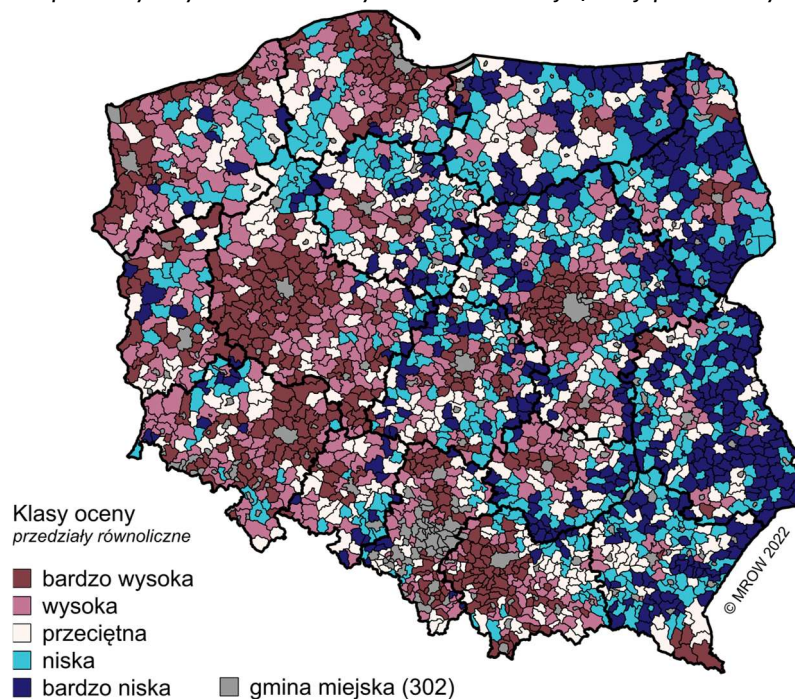 Klasy oceny
przedziały równoliczne
bardzo wysoka
wysoka
przeciętna
niska
bardzo niska
gmina miejska (302)
© MROW 2022